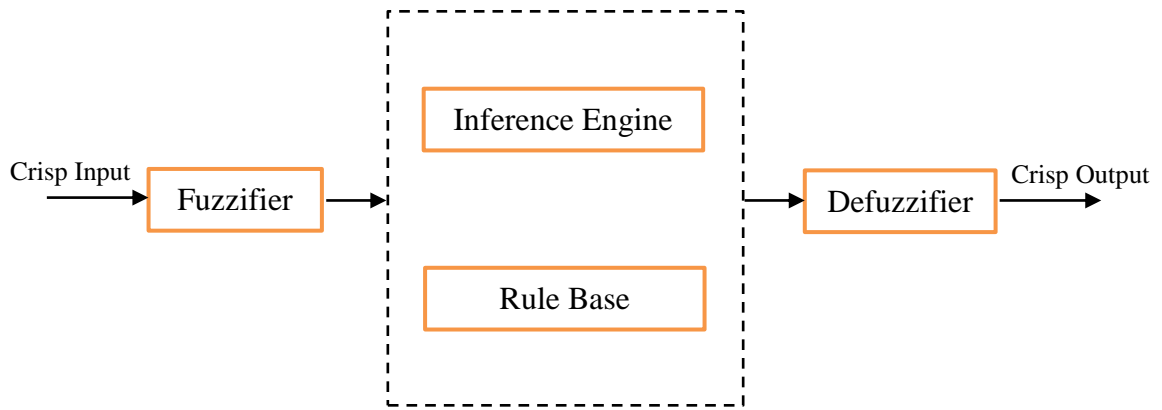 Crisp Input
Fuzzifier
Inference Engine
Rule Base
Defuzzifier
Crisp Output